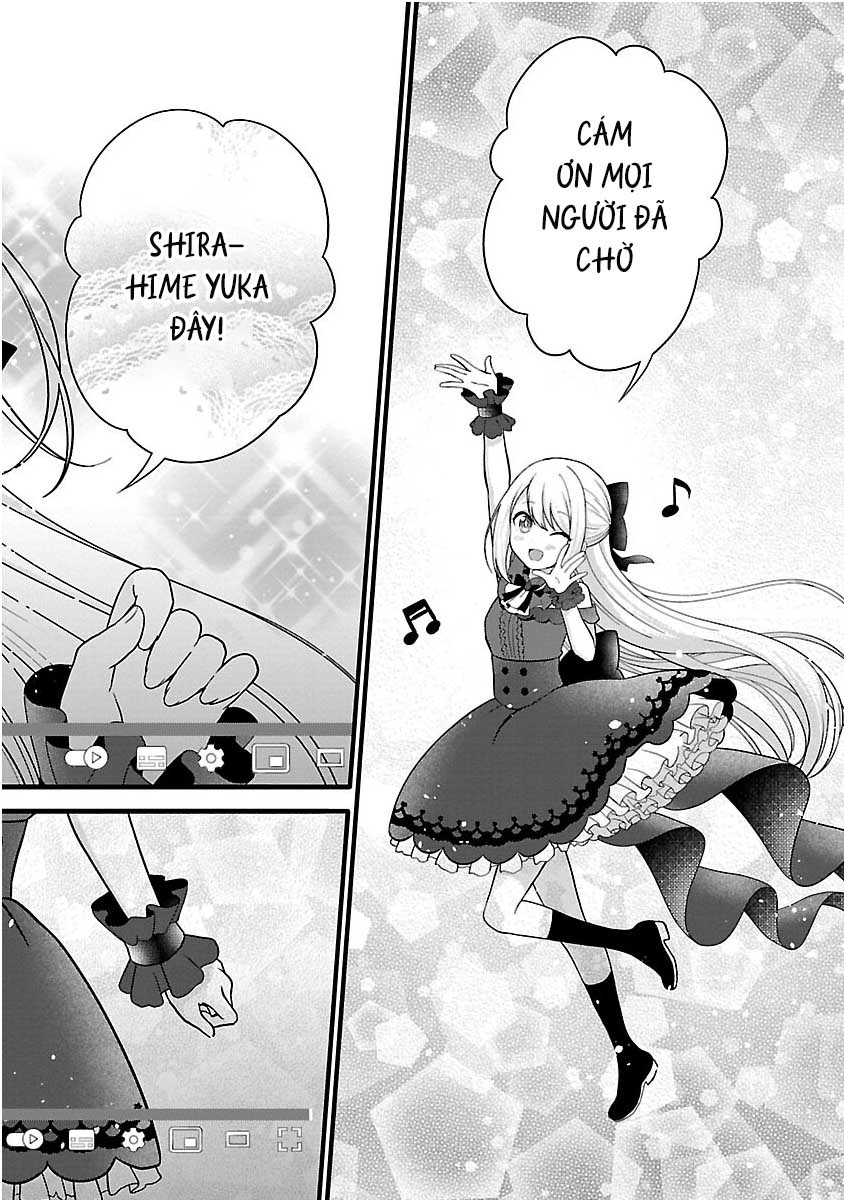 CÁM
ƠN MỌI
NGƯỜI ĐÃ
CHỜ
SHIRA-
HIME YUKA
ĐÂY!